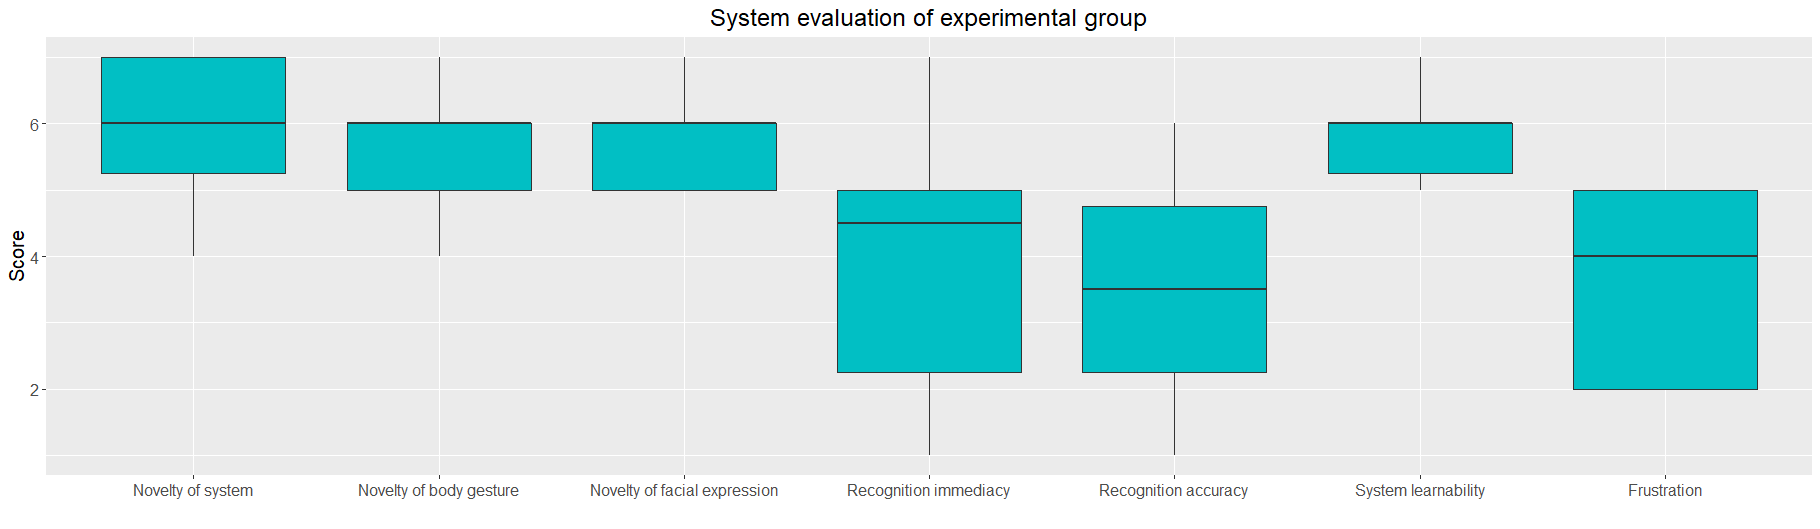 System evaluation of experimental group
Score
6
4
2
Novelty of system
Novelty of body gesture
Novelty of facial expression
Recognition immediacy
Recognition accuracy
System learnability
Frustration